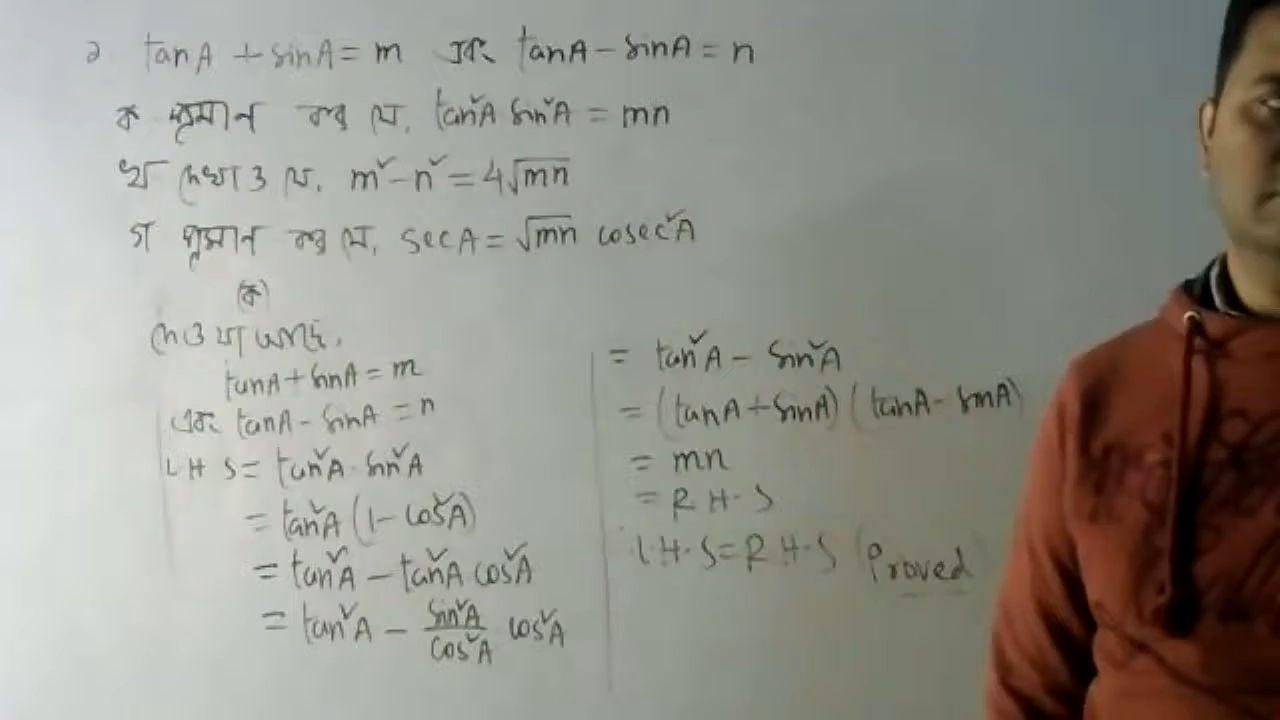 ২ tanA + sinA = m এবং tanA - sinA = n
ক প্রমাণ কর যে, tan²A sin²A = mn
খ দেখাও যে, m² - n² = 4√mn
গ প্রমাণ কর যে, secA = √mn cosec²A
(ক)
দেওয়া আছে,
tanA + sinA = m
এবং tanA - sinA = n
L H S = tan²A · sin²A
= tan²A (1 - cos²A)
= tan²A - tan²A cos²A
= tan²A - sin²A/cos²A cos²A
= tan²A - sin²A
= (tanA + sinA) (tanA - sinA)
= mn
= R H · S
L·H·S = R H·S (Proved)